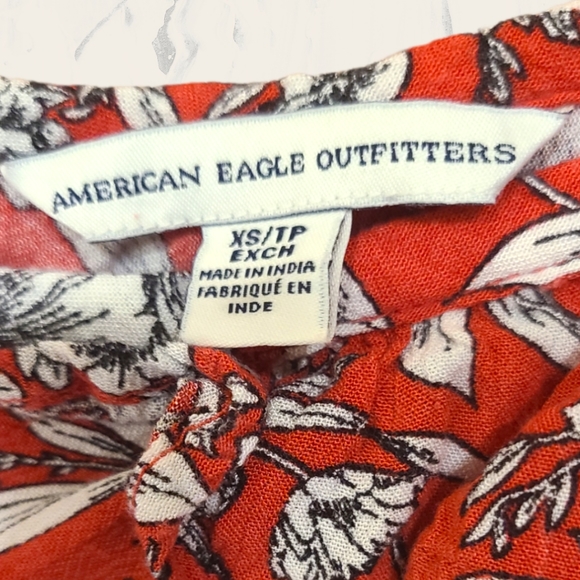 AMERICAN EAGLE OUTFITTERS
XS/TP
EXCH
MADE IN INDIA
FABRIQUÉ EN
INDE